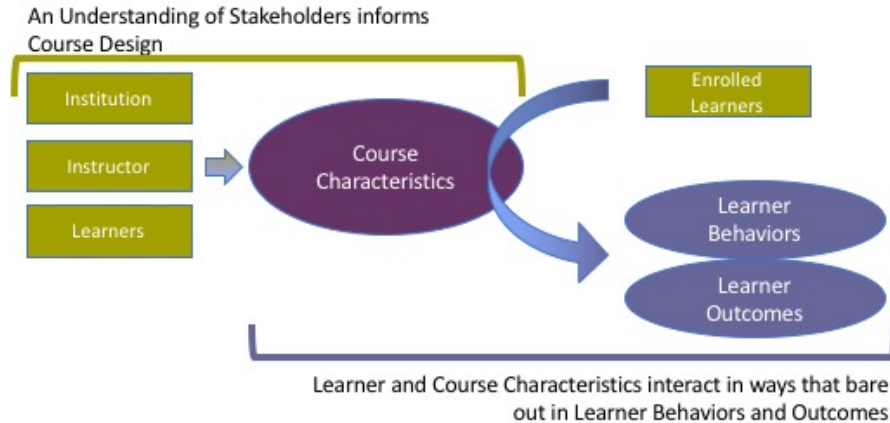 An Understanding of Stakeholders informs
Course Design
Institution
Instructor
Learners
Course
Characteristics
Enrolled
Learners
Learner
Behaviors
Learner
Outcomes
Learner and Course Characteristics interact in ways that bare
out in Learner Behaviors and Outcomes